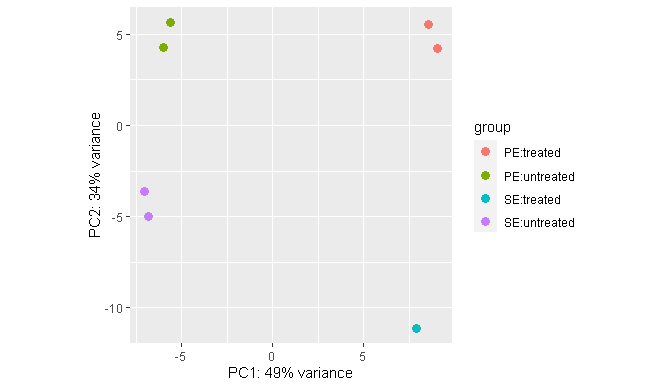 5
0
-5
-10
PC2: 34% variance
-5
0
5
PC1: 49% variance
group
PE:treated
PE:untreated
SE:treated
SE:untreated